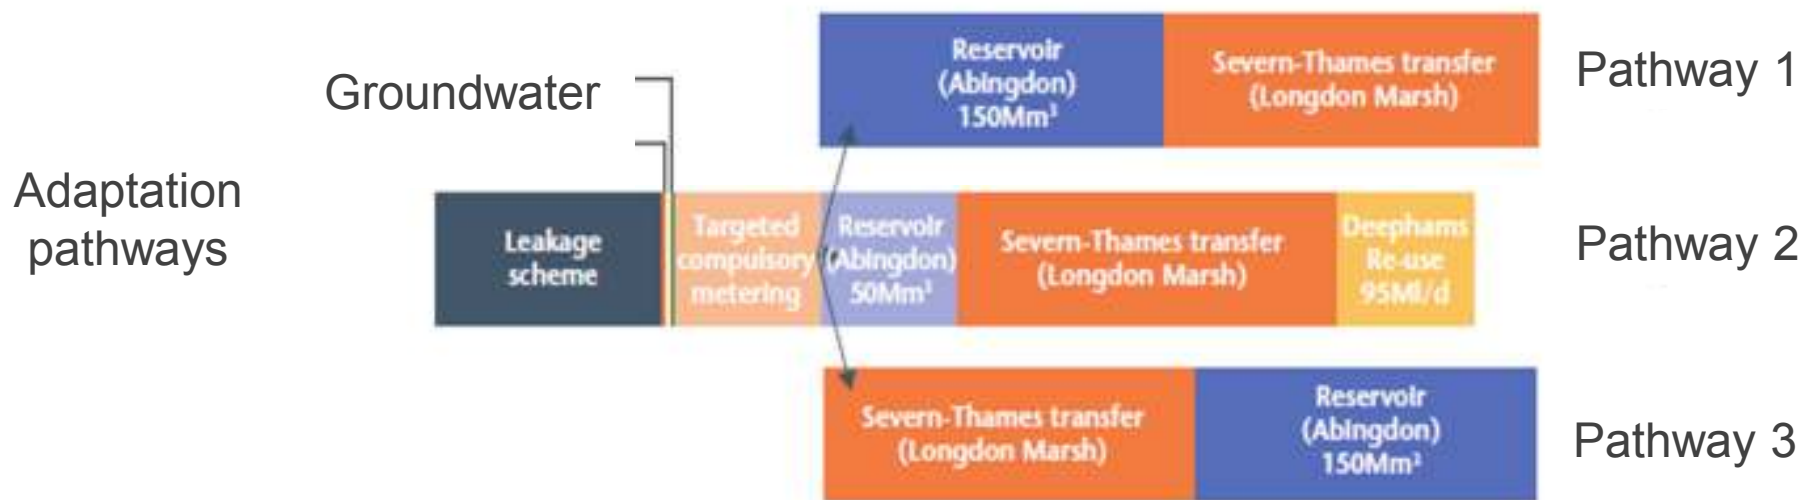 Reservoir
(Abingdon)
150Mm³
Severn-Thames transfer
(Longdon Marsh)
Pathway 1
Groundwater
Adaptation
pathways
Leakage
scheme
Targeted
compulsory
metering
Reservoir
(Abingdon)
50Mm³
Severn-Thames transfer
(Longdon Marsh)
Deephams
Re-use
95Ml/d
Pathway 2
Severn-Thames transfer
(Longdon Marsh)
Reservoir
(Abingdon)
150Mm³
Pathway 3